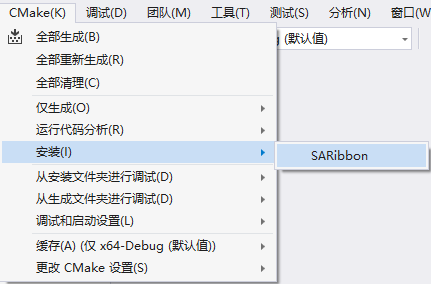 CMake(K) 调试(D) 团队(M) 工具(T) 测试(S) 分析(N) 窗口(W
全部生成(B) (默认值)
全部重新生成(R)
全部清理(C)
仅生成(O)
运行代码分析(R)
安装(I) SARibbon
从安装文件夹进行调试(D)
从生成文件夹进行调试(D)
调试和启动设置(L)
缓存(A) (仅 x64-Debug (默认值))
更改 CMake 设置(S)